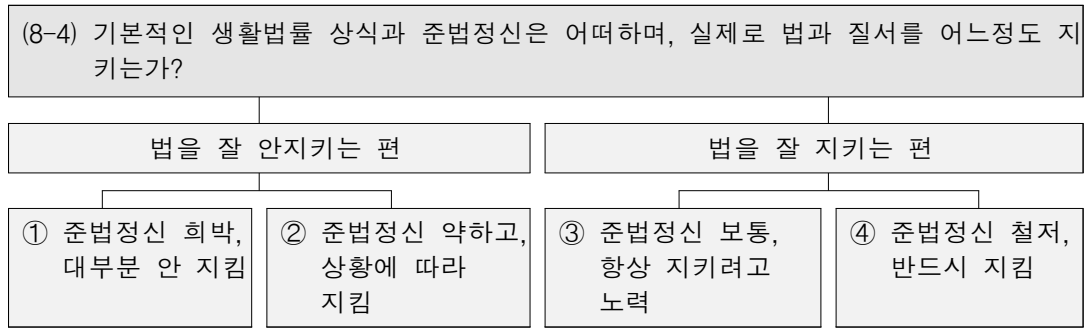 (8-4) 기본적인 생활법률 상식과 준법정신은 어떠하며, 실제로 법과 질서를 어느정도 지
키는가?
법을 잘 안지키는 편
법을 잘 지키는 편
① 준법정신 희박,
대부분 안 지킴
② 준법정신 약하고,
상황에 따라
지킴
③ 준법정신 보통,
항상 지키려고
노력
④ 준법정신 철저,
반드시 지킴